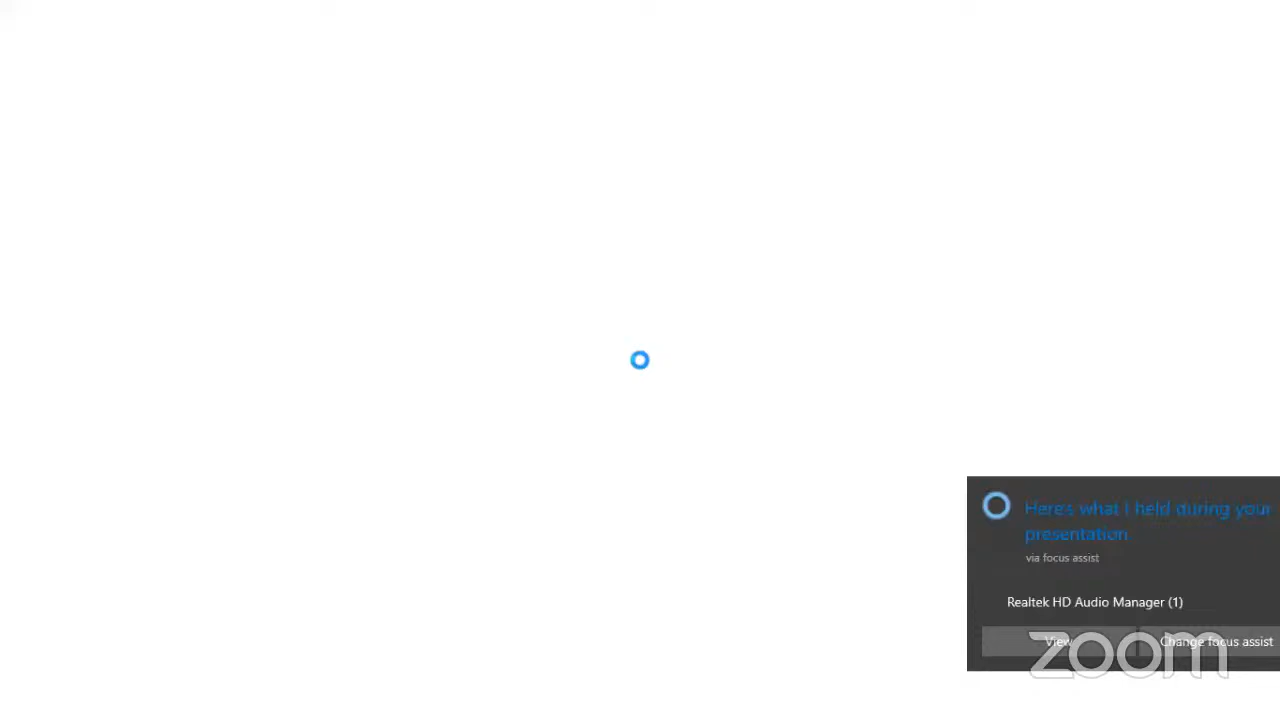 Here's what I held during your
presentation
via focus assist
Realtek HD Audio Manager (1)
View
Change focus assist
zoom